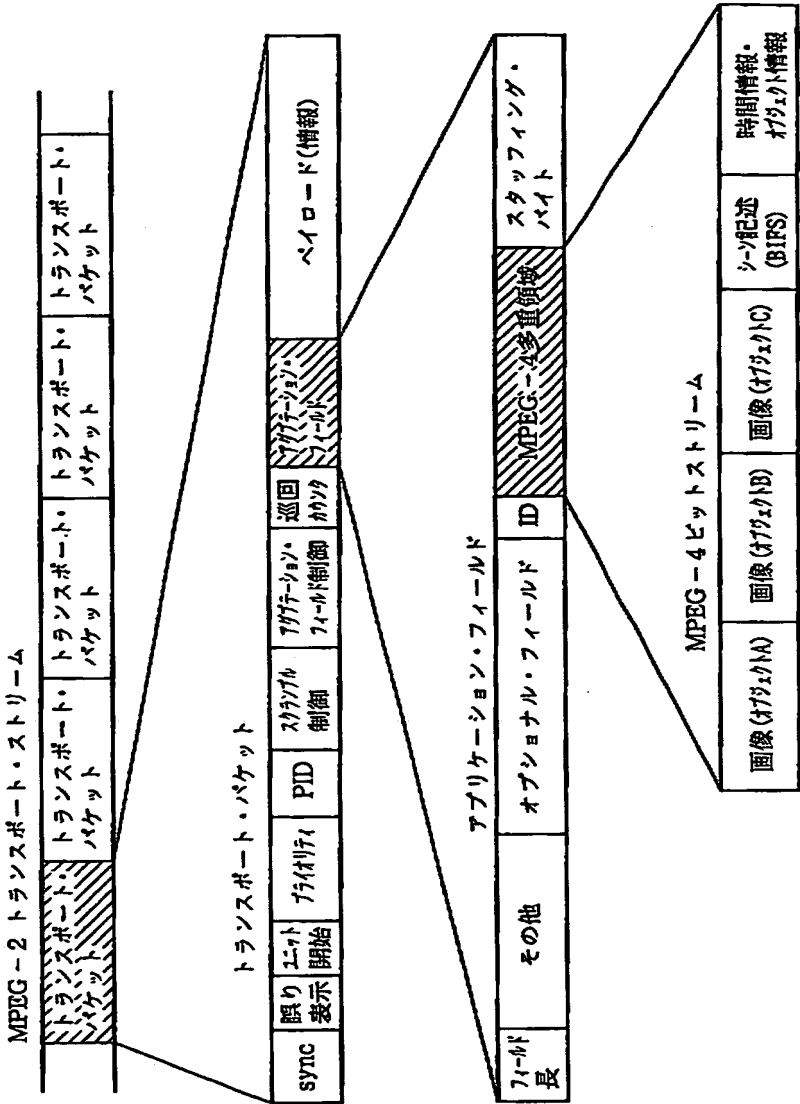 MPEG-2 トランスポート・ストリーム
トランスポート・
パケット
トランスポート・
パケット
トランスポート・
パケット
トランスポート・
パケット
トランスポート・
パケット
トランスポート・パケット
sync
誤り
表示
ユニット
開始
プライオリティ
PID
スクランブル
制御
アダプテーション・
フィールド制御
巡回
カウンタ
アダプテーション・
フィールド
ペイロード(情報)
アプリケーション・フィールド
フィールド
長
その他
オプショナル・フィールド
ID
MPEG-4多重領域
スタッフィング・
バイト
MPEG-4ビットストリーム
画像(オブジェクトA)
画像(オブジェクトB)
画像(オブジェクトC)
シーン記述
(BIFS)
時間情報・
オブジェクト情報